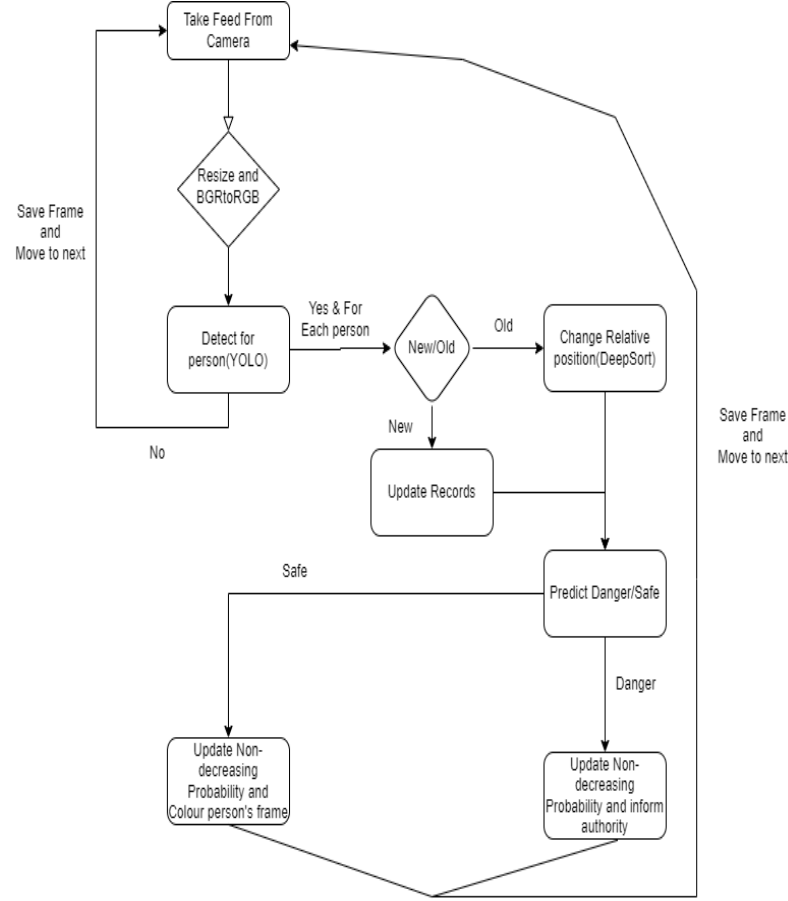 Take Feed From
Camera
Resize and
BGRtoRGB
Save Frame
and
Move to next
Yes & For
Each person
Detect for
person(YOLO)
New/Old
Old
Change Relative
position(DeepSort)
No
New
Update Records
Save Frame
and
Move to next
Safe
Predict Danger/Safe
Danger
Update Non-
decreasing
Probability and
Colour person's frame
Update Non-
decreasing
Probability and inform
authority